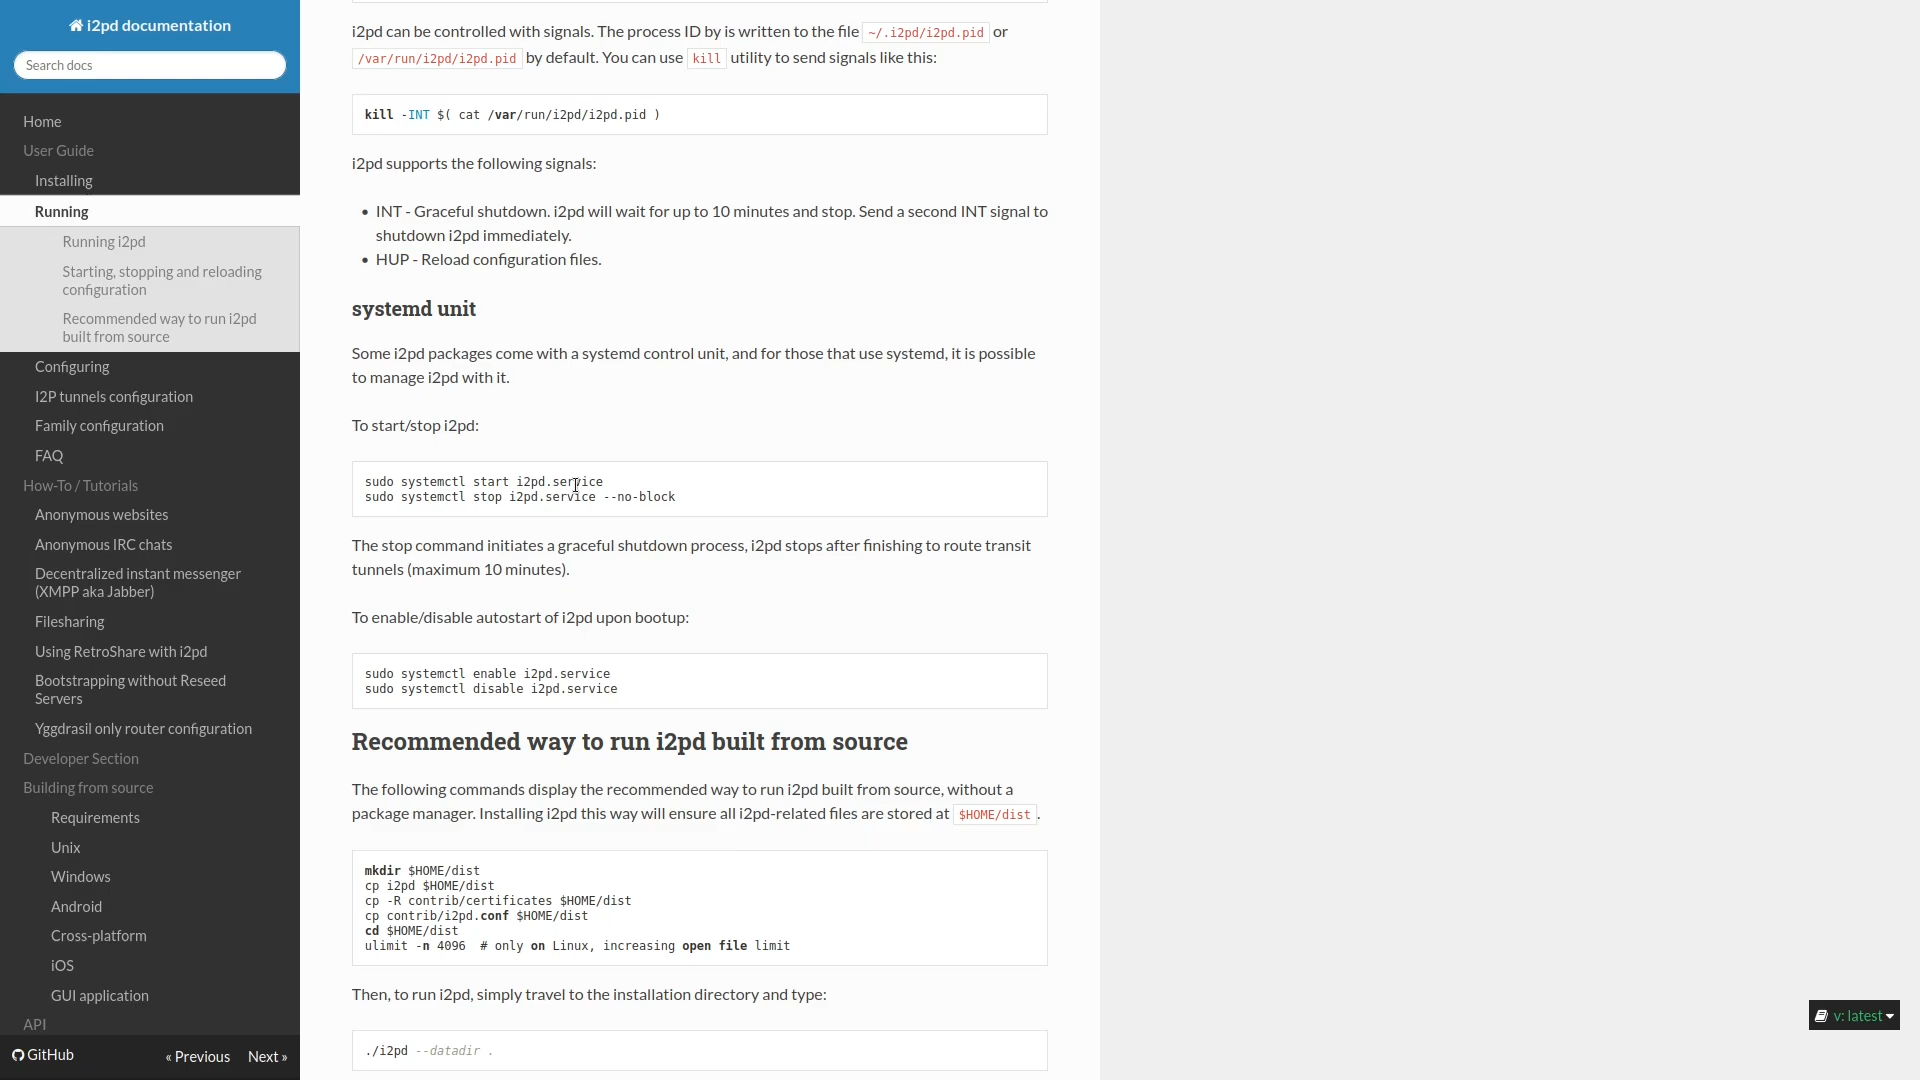 i2pd documentation
Search docs
Home
User Guide
Installing
Running
Running i2pd
Starting, stopping and reloading
configuration
Recommended way to run i2pd
built from source
Configuring
I2P tunnels configuration
Family configuration
FAQ
How-To / Tutorials
Anonymous websites
Anonymous IRC chats
Decentralized instant messenger
(XMPP aka Jabber)
Filesharing
Using RetroShare with i2pd
Bootstrapping without Reseed
Servers
Yggdrasil only router configuration
Developer Section
Building from source
Requirements
Unix
Windows
Android
Cross-platform
iOS
GUI application
API
GitHub
« Previous
Next »
i2pd can be controlled with signals. The process ID by is written to the file ~/.i2pd/i2pd.pid or
/var/run/i2pd/i2pd.pid by default. You can use kill utility to send signals like this:
kill -INT $( cat /var/run/i2pd/i2pd.pid )
i2pd supports the following signals:
• INT - Graceful shutdown. i2pd will wait for up to 10 minutes and stop. Send a second INT signal to
shutdown i2pd immediately.
• HUP - Reload configuration files.
systemd unit
Some i2pd packages come with a systemd control unit, and for those that use systemd, it is possible
to manage i2pd with it.
To start/stop i2pd:
sudo systemctl start i2pd.service
sudo systemctl stop i2pd.service --no-block
The stop command initiates a graceful shutdown process, i2pd stops after finishing to route transit
tunnels (maximum 10 minutes).
To enable/disable autostart of i2pd upon bootup:
sudo systemctl enable i2pd.service
sudo systemctl disable i2pd.service
Recommended way to run i2pd built from source
The following commands display the recommended way to run i2pd built from source, without a
package manager. Installing i2pd this way will ensure all i2pd-related files are stored at $HOME/dist .
mkdir $HOME/dist
cp i2pd $HOME/dist
cp -R contrib/certificates $HOME/dist
cp contrib/i2pd.conf $HOME/dist
cd $HOME/dist
ulimit -n 4096  # only on Linux, increasing open file limit
Then, to run i2pd, simply travel to the installation directory and type:
./i2pd --datadir .
v: latest